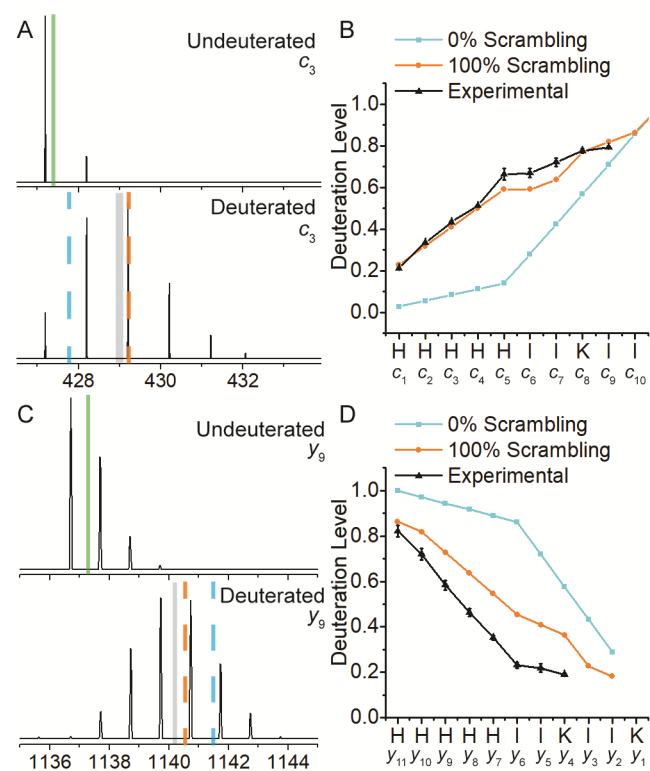 A
Undeuterated
c3
Deuterated
c3
428 430 432
B
0% Scrambling
100% Scrambling
Experimental
Deuteration Level
1.0
0.8
0.6
0.4
0.2
0.0
H H H H H I I K I I
c1 c2 c3 c4 c5 c6 c7 c8 c9 c10
C
Undeuterated
y9
Deuterated
y9
1136 1138 1140 1142 1144
D
0% Scrambling
100% Scrambling
Experimental
Deuteration Level
1.0
0.8
0.6
0.4
0.2
0.0
H H H H H I I K I I K
y11 y10 y9 y8 y7 y6 y5 y4 y3 y2 y1